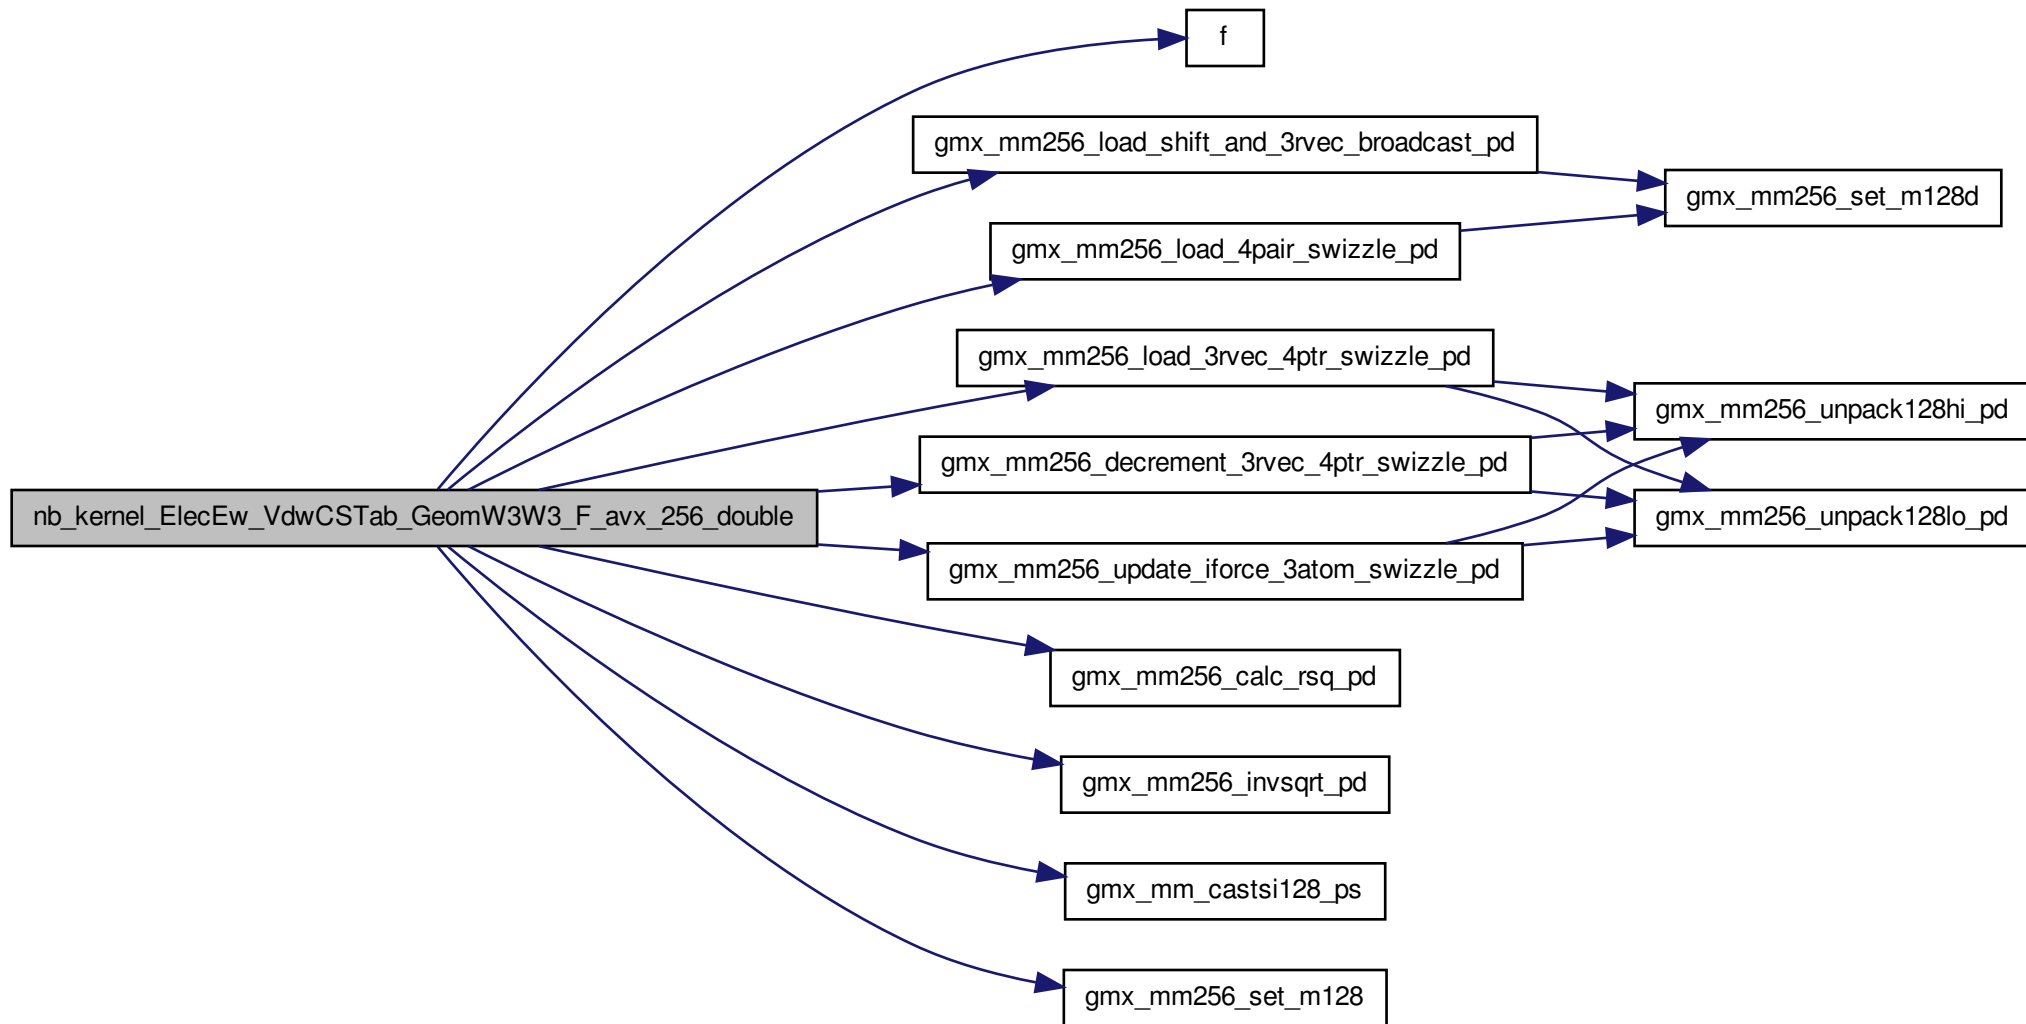 f
gmx_mm256_load_shift_and_3rvec_broadcast_pd
gmx_mm256_set_m128d
gmx_mm256_load_4pair_swizzle_pd
gmx_mm256_load_3rvec_4ptr_swizzle_pd
gmx_mm256_unpack128hi_pd
gmx_mm256_decrement_3rvec_4ptr_swizzle_pd
nb_kernel_ElecEw_VdwCSTab_GeomW3W3_F_avx_256_double
gmx_mm256_unpack128lo_pd
gmx_mm256_update_iforce_3atom_swizzle_pd
gmx_mm256_calc_rsq_pd
gmx_mm256_invsqrt_pd
gmx_mm_castsi128_ps
gmx_mm256_set_m128